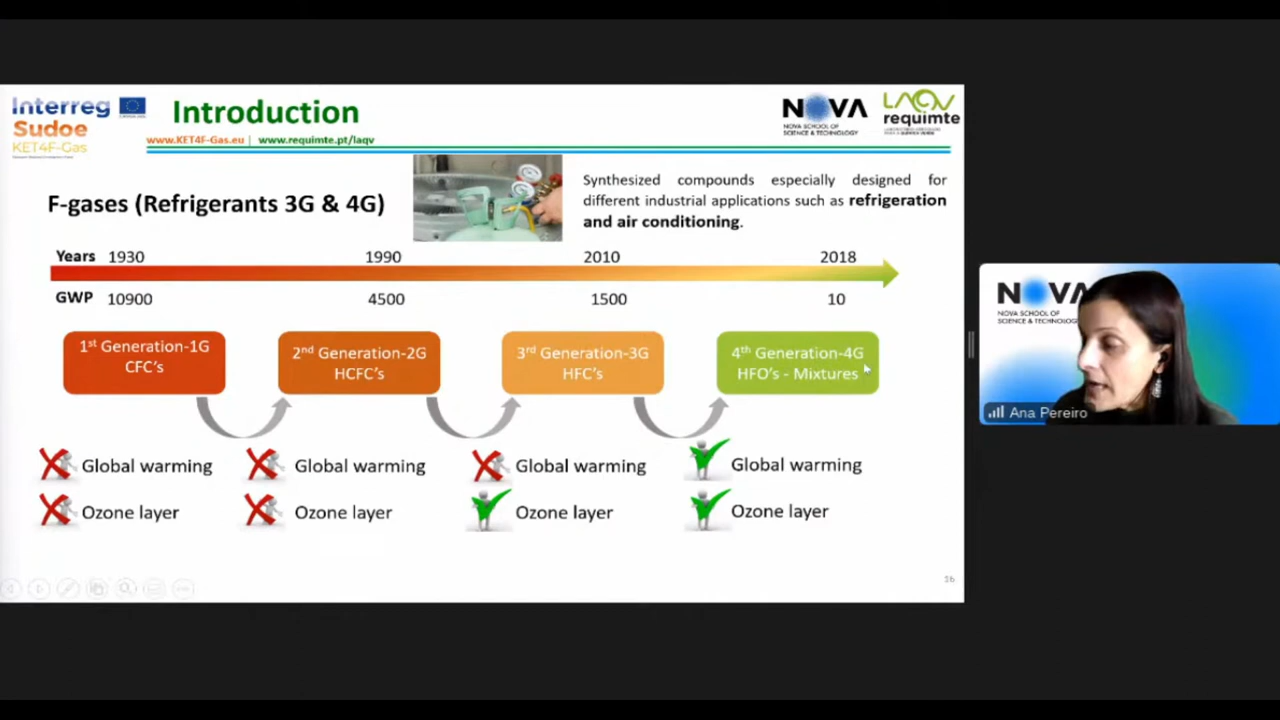 Interreg
Sudoe
KET4F-Gas
Introduction
www.KET4F-Gas.eu | www.requimte.pt/laqv
NOVA
NOVA SCHOOL OF
SCIENCE & TECHNOLOGY
LAQV
requimte
F-gases (Refrigerants 3G & 4G)
Synthesized compounds especially designed for
different industrial applications such as refrigeration
and air conditioning.
Years 1930 1990 2010 2018
GWP 10900 4500 1500 10
1st Generation-1G
CFC's
2nd Generation-2G
HCFC's
3rd Generation-3G
HFC's
4th Generation-4G
HFO's - Mixtures
Global warming Global warming Global warming Global warming
Ozone layer Ozone layer Ozone layer Ozone layer
16
NOVA
NOVA SCHOOL OF
SCIENCE & TECHNOLOG
Ana Pereiro